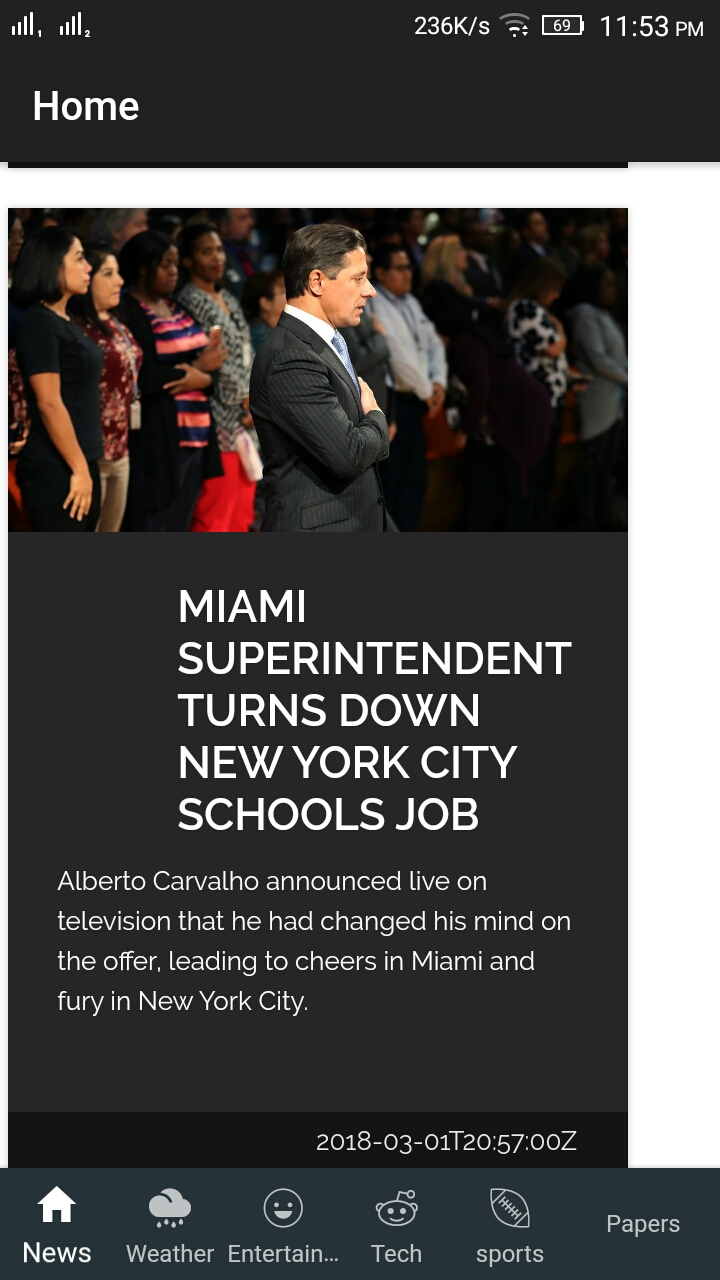 1 2 236K/s 69 11:53 PM
Home
MIAMI
SUPERINTENDENT
TURNS DOWN
NEW YORK CITY
SCHOOLS JOB
Alberto Carvalho announced live on
television that he had changed his mind on
the offer, leading to cheers in Miami and
fury in New York City.
2018-03-01T20:57:00Z
News Weather Entertain... Tech sports Papers